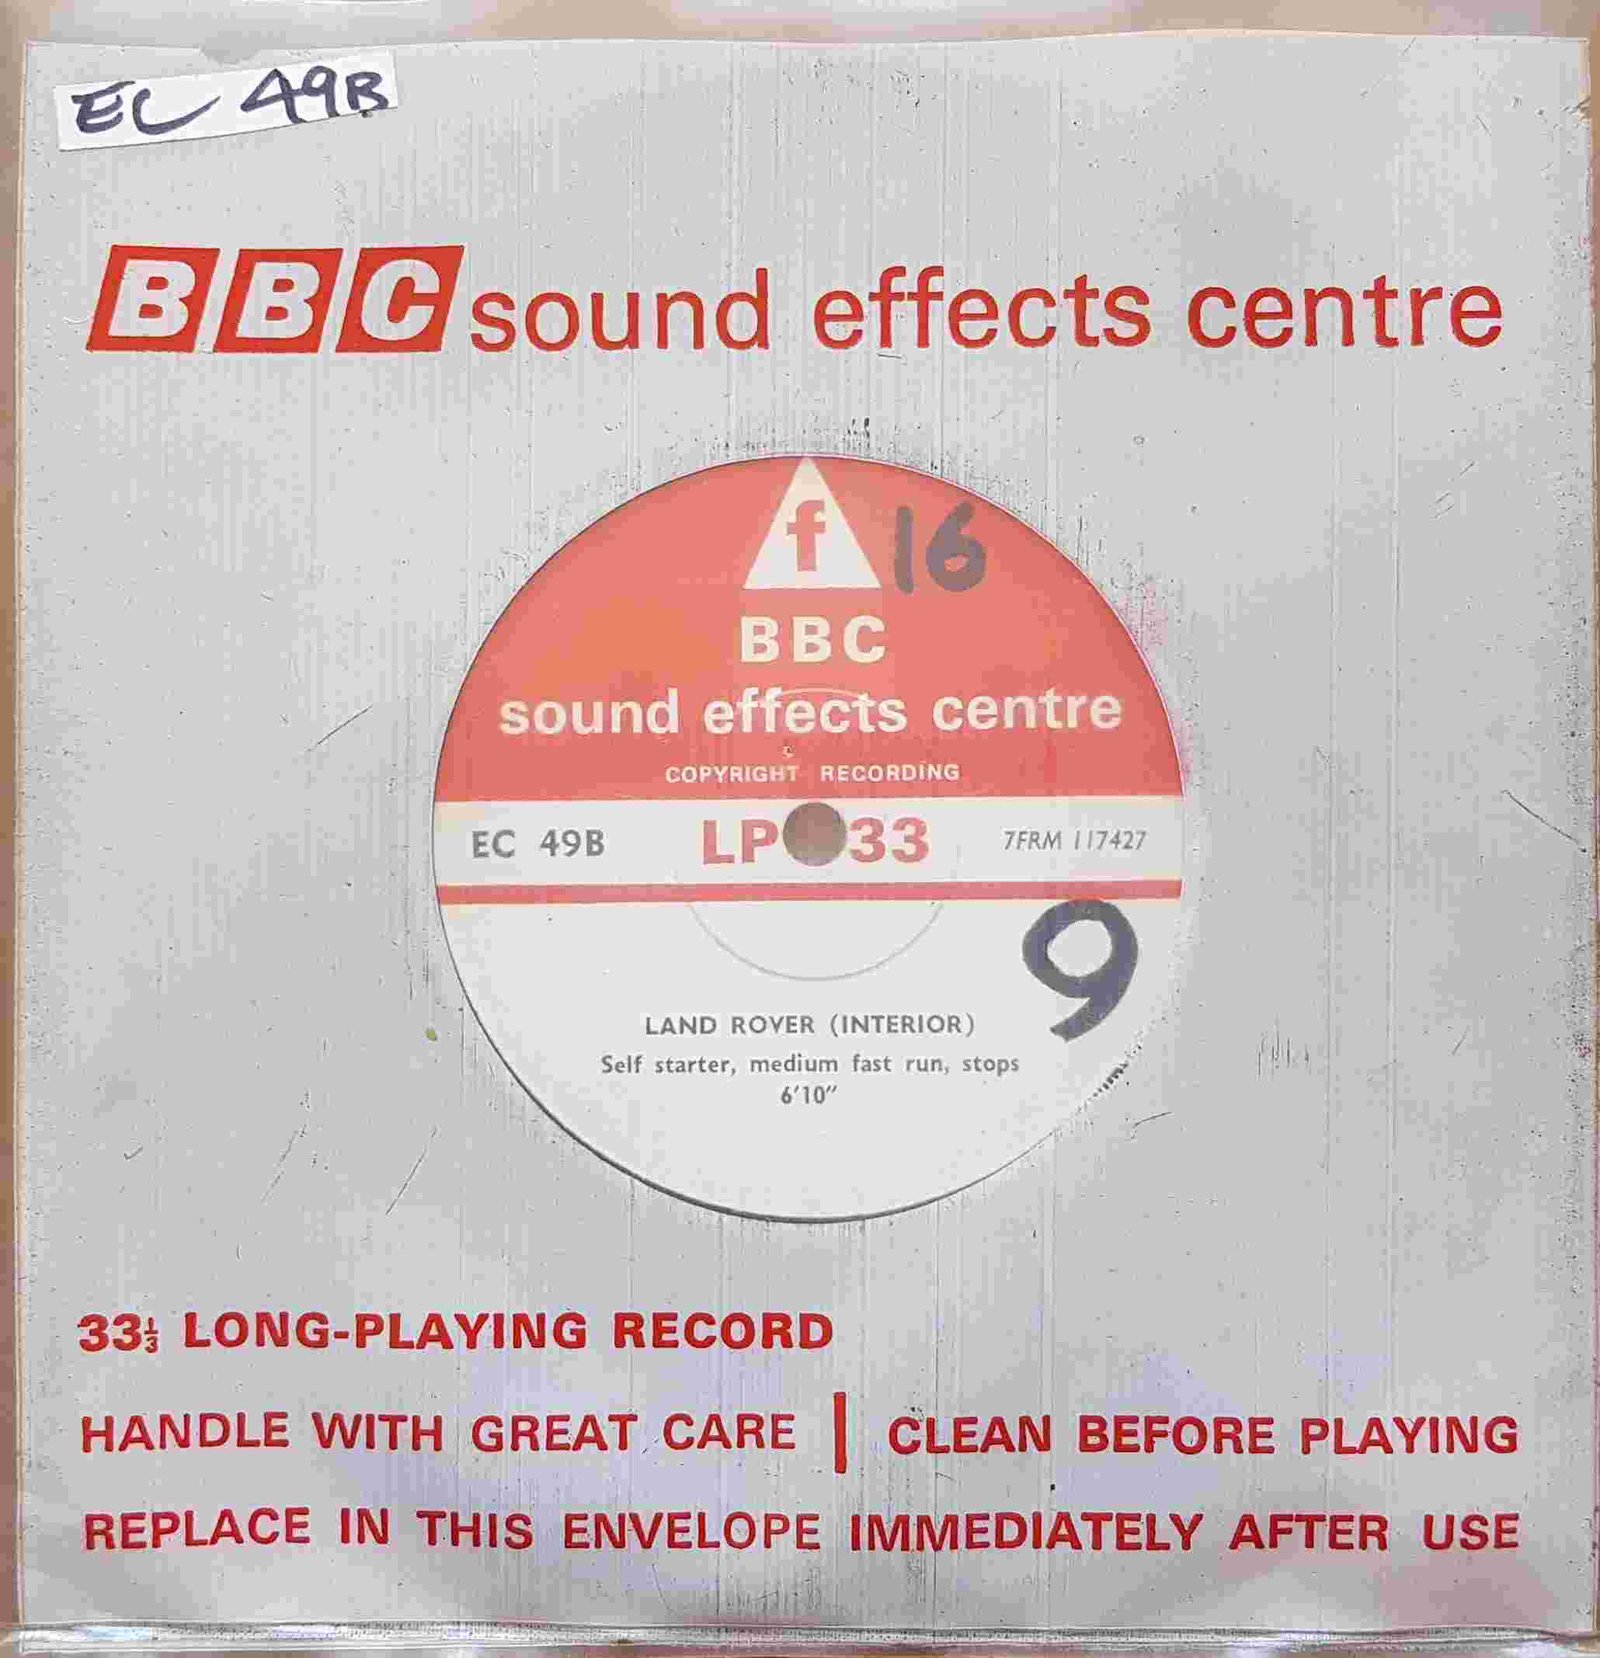 EC 49B
BBC sound effects centre
f 16
BBC
sound effects centre
COPYRIGHT RECORDING
EC 49B LP 33 7FRM 117427
9
LAND ROVER (INTERIOR)
Self starter, medium fast run, stops
6'10"
33⅓ LONG-PLAYING RECORD
HANDLE WITH GREAT CARE | CLEAN BEFORE PLAYING
REPLACE IN THIS ENVELOPE IMMEDIATELY AFTER USE